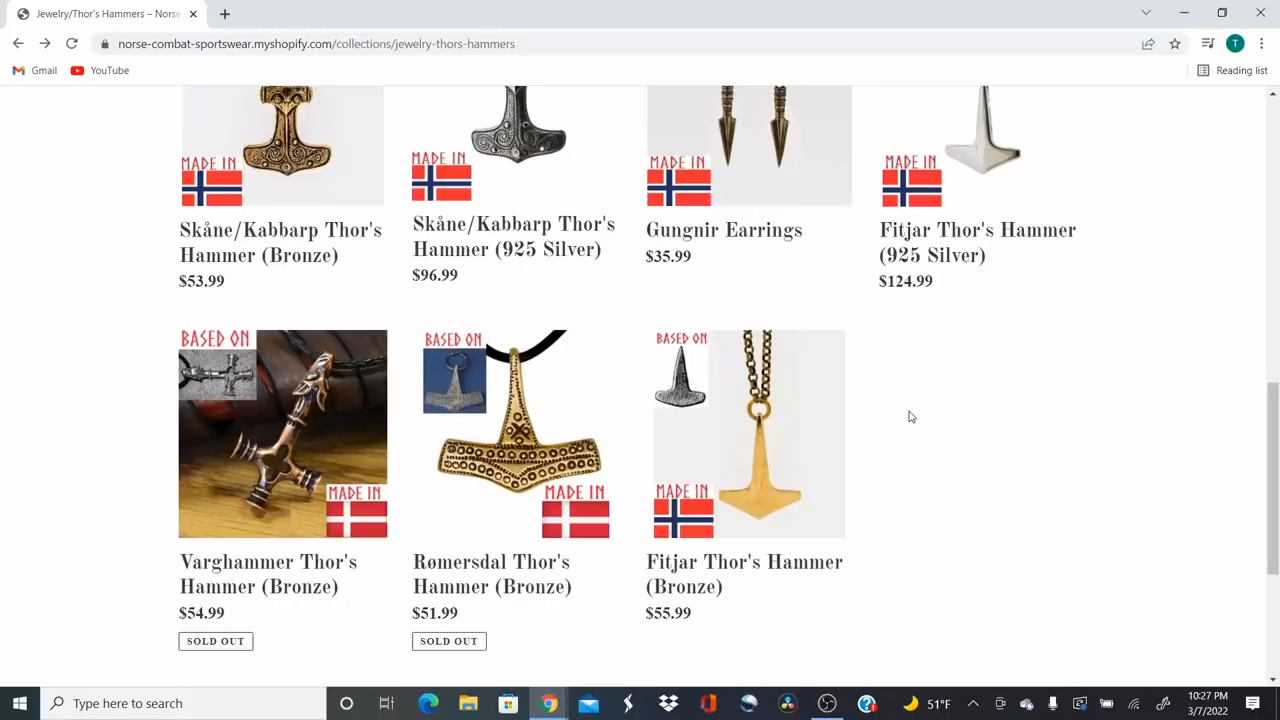 Jewelry/Thor's Hammers – Norse
norse-combat-sportswear.myshopify.com/collections/jewelry-thors-hammers
T
Gmail
YouTube
Reading list
MADE IN
MADE IN
MADE IN
MADE IN
Skåne/Kabbarp Thor's
Hammer (Bronze)
$53.99
Skåne/Kabbarp Thor's
Hammer (925 Silver)
$96.99
Gungnir Earrings
$35.99
Fitjar Thor's Hammer
(925 Silver)
$124.99
BASED ON
MADE IN
BASED ON
MADE IN
BASED ON
MADE IN
Varghammer Thor's
Hammer (Bronze)
$54.99
SOLD OUT
Rømersdal Thor's
Hammer (Bronze)
$51.99
SOLD OUT
Fitjar Thor's Hammer
(Bronze)
$55.99
Type here to search
51°F
10:27 PM
3/7/2022